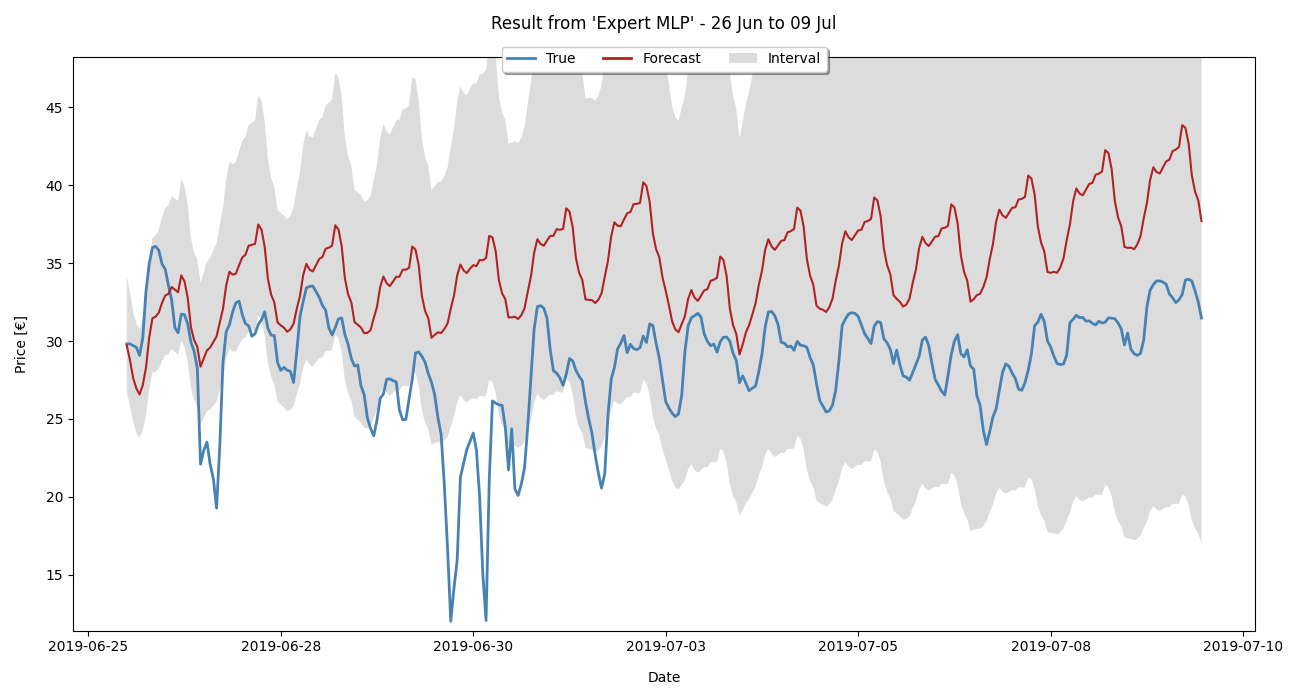 Result from 'Expert MLP' - 26 Jun to 09 Jul
True Forecast Interval
45
40
35
30
25
20
15
Price [€]
2019-06-25 2019-06-28 2019-06-30 2019-07-03 2019-07-05 2019-07-08 2019-07-10
Date